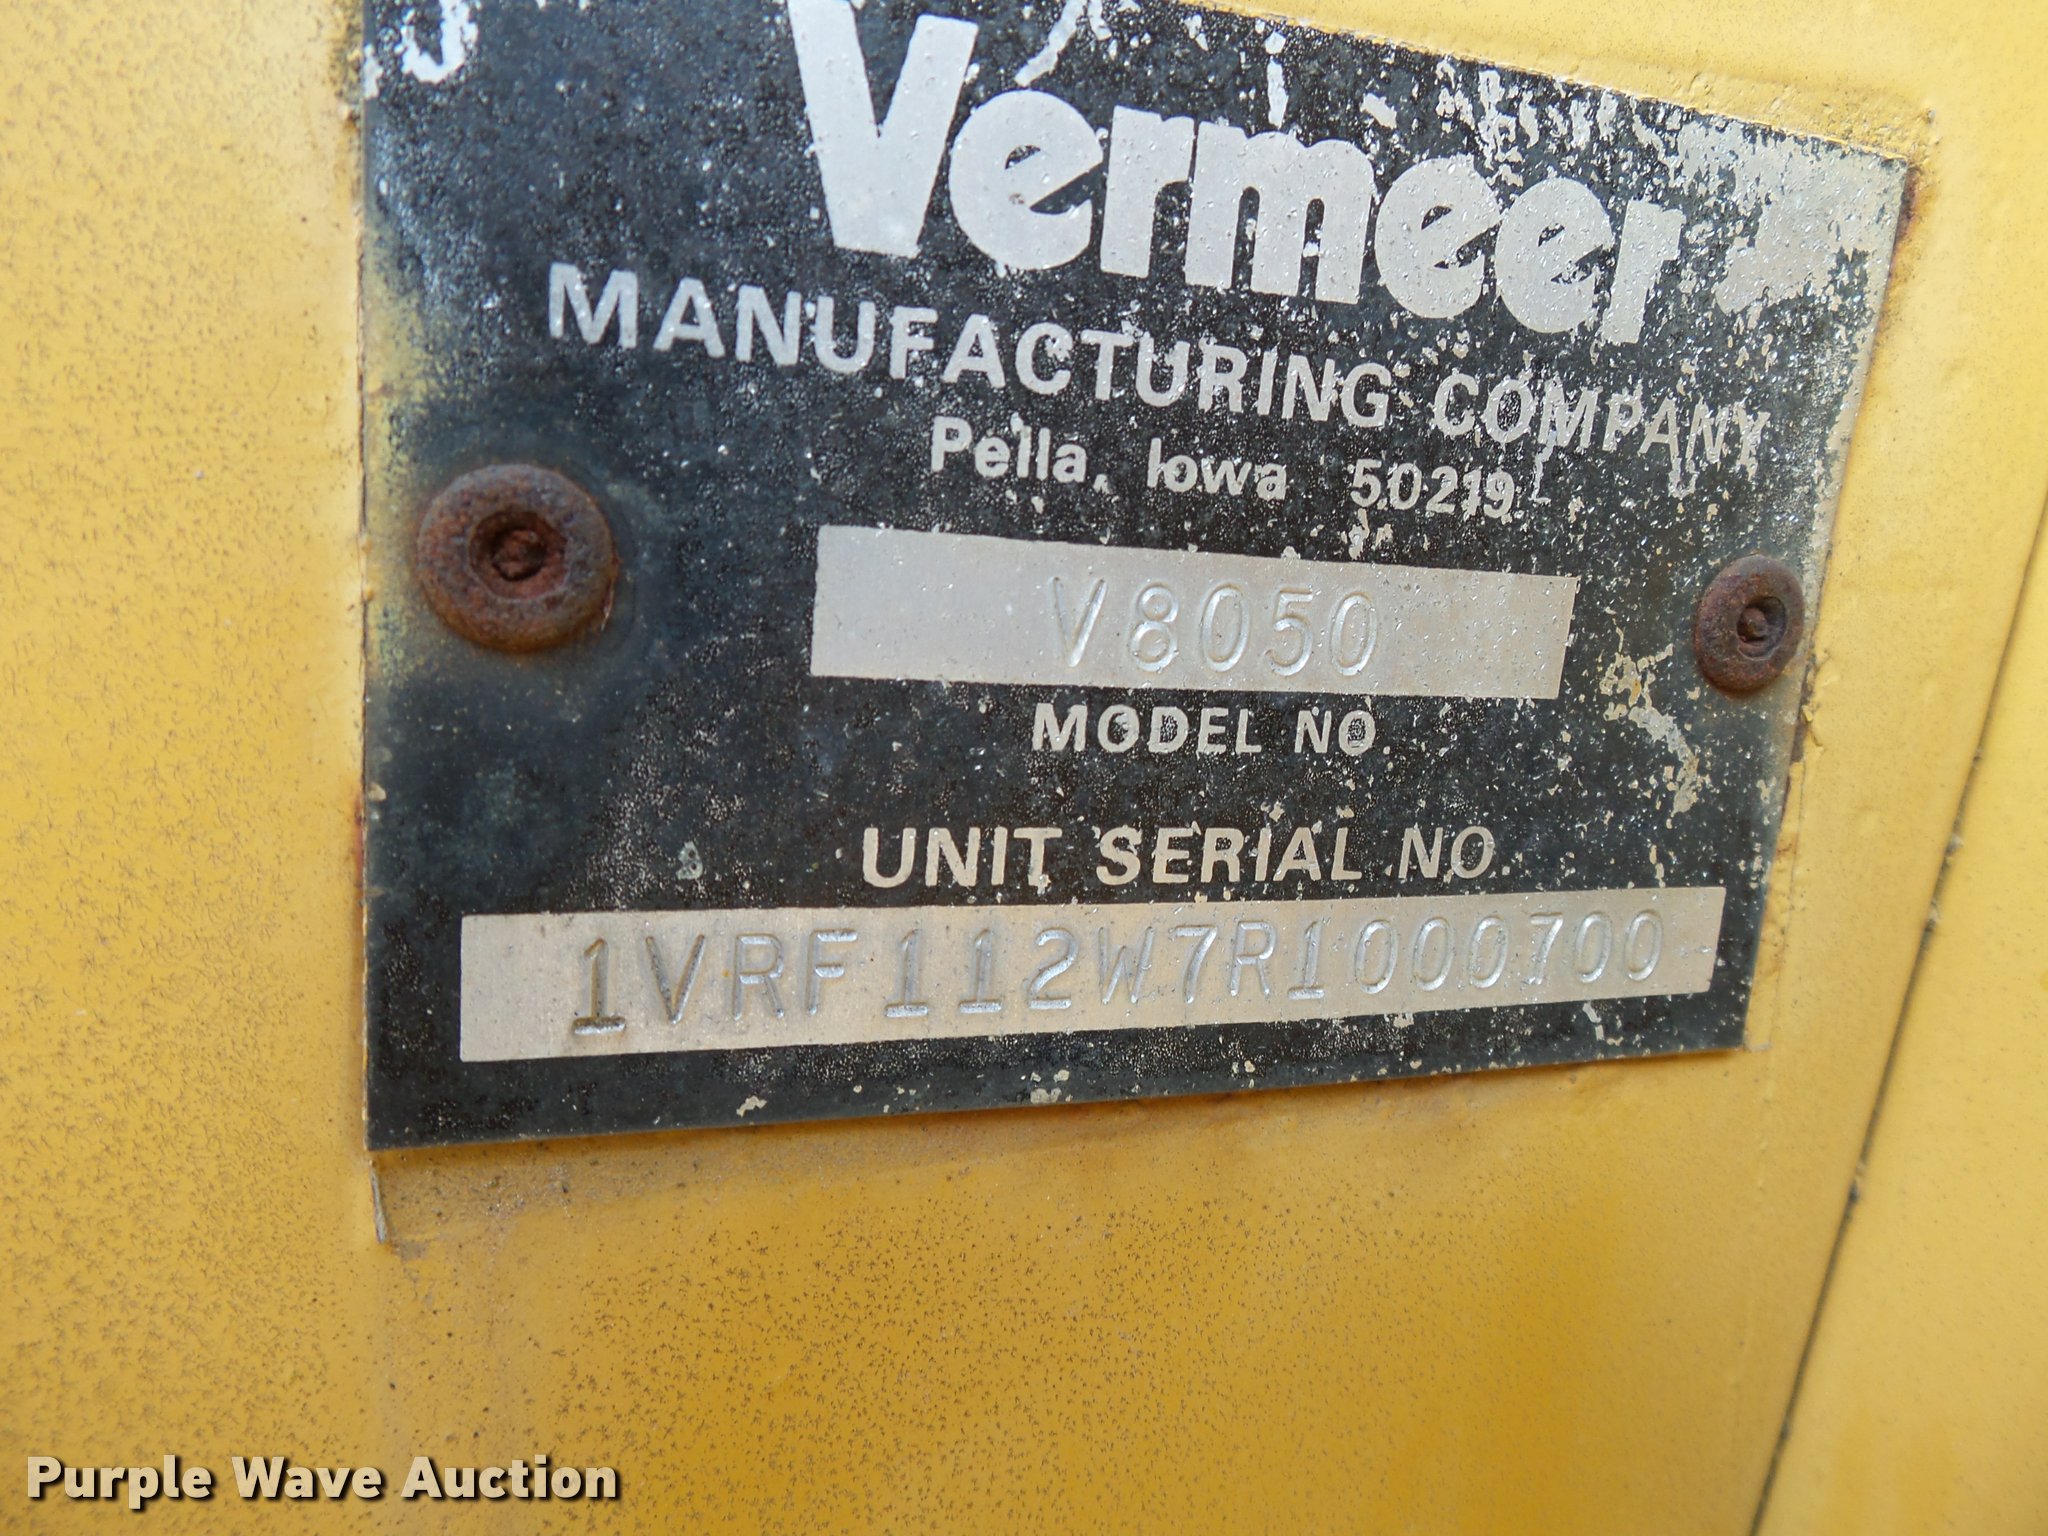 Vermeer
MANUFACTURING COMPANY
Pella, Iowa 50219
V8050
MODEL NO.
UNIT SERIAL NO.
1VRF112W7R1000700
Purple Wave Auction